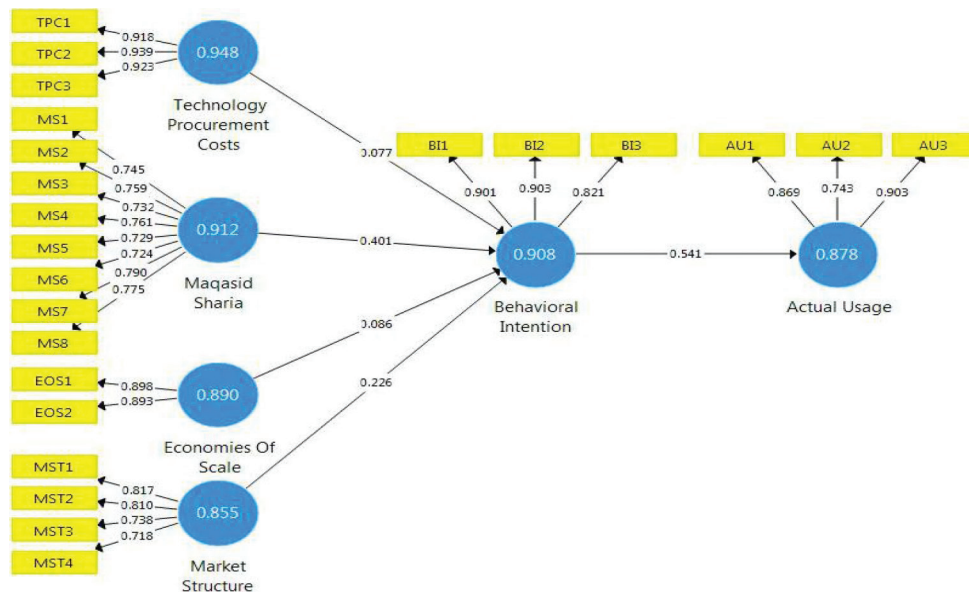 TPC1
TPC2
TPC3
0.918
0.939
0.923
0.948
Technology
Procurement
Costs
MS1
MS2
MS3
MS4
MS5
MS6
MS7
MS8
0.745
0.759
0.732
0.761
0.729
0.724
0.790
0.775
0.912
Maqasid
Sharia
EOS1
EOS2
0.898
0.893
0.890
Economies Of
Scale
MST1
MST2
MST3
MST4
0.817
0.810
0.738
0.718
0.855
Market
Structure
0.077
0.401
0.086
0.226
BI1
BI2
BI3
0.901
0.903
0.821
0.908
Behavioral
Intention
0.541
AU1
AU2
AU3
0.869
0.743
0.903
0.878
Actual Usage